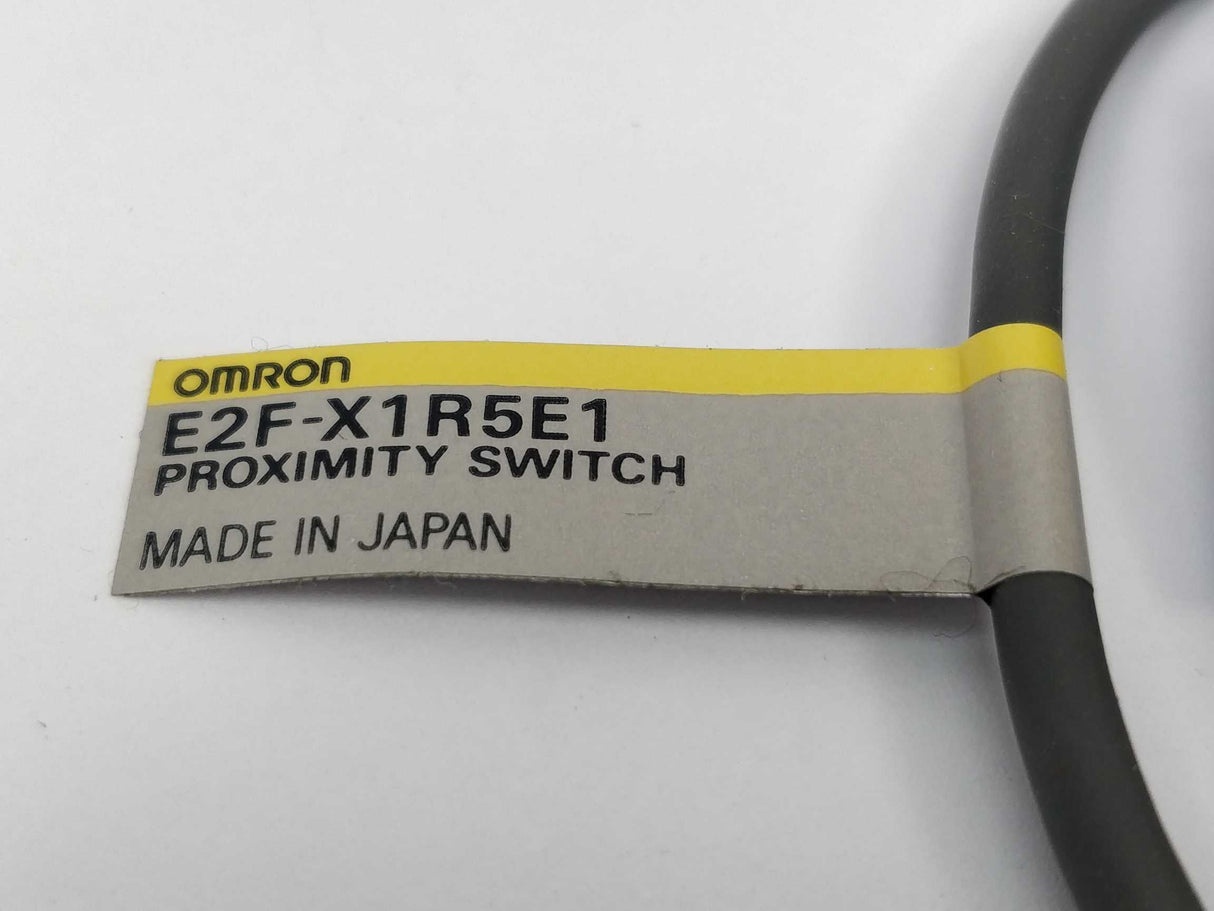 OMRON
E2F-X1R5E1
PROXIMITY SWITCH
MADE IN JAPAN